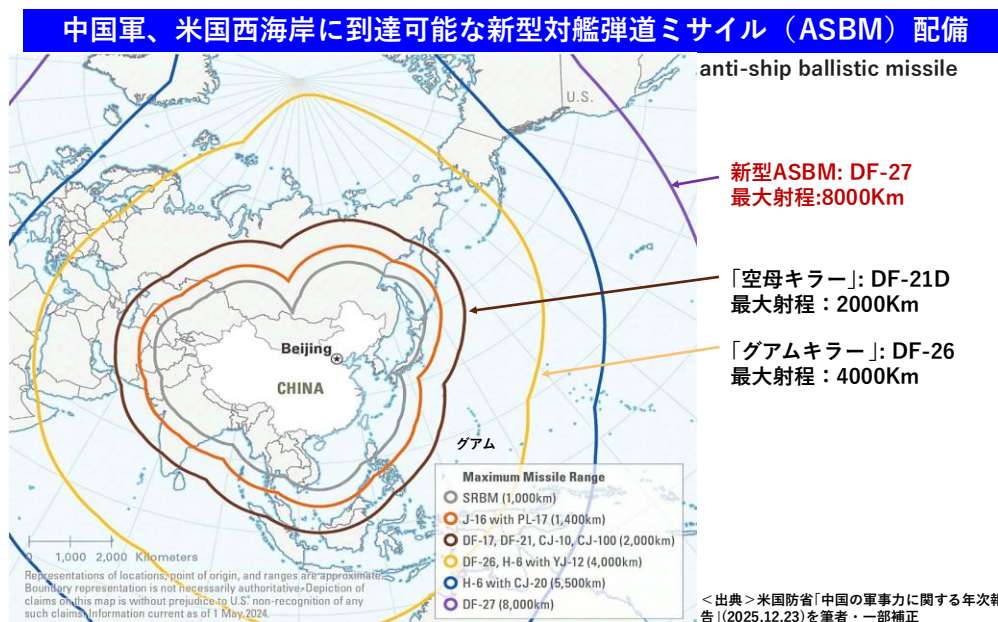 中国軍、米国西海岸に到達可能な新型対艦弾道ミサイル（ASBM）配備
anti-ship ballistic missile
U.S.
新型ASBM: DF-27
最大射程:8000Km
「空母キラー」: DF-21D
最大射程：2000Km
「グアムキラー」: DF-26
最大射程：4000Km
Beijing
CHINA
グアム
Maximum Missile Range
SRBM (1,000km)
J-16 with PL-17 (1,400km)
DF-17, DF-21, CJ-10, CJ-100 (2,000km)
DF-26, H-6 with YJ-12 (4,000km)
H-6 with CJ-20 (5,500km)
DF-27 (8,000km)
0 1,000 2,000 Kilometers
Representations of locations, point of origin, and ranges are approximate.
Boundary representation is not necessarily authoritative. Depiction of
claims on this map is without prejudice to U.S. non-recognition of any
such claims. Information current as of 1 May 2024.
＜出典＞米国防省「中国の軍事力に関する年次報
告」(2025.12.23)を筆者・一部補正